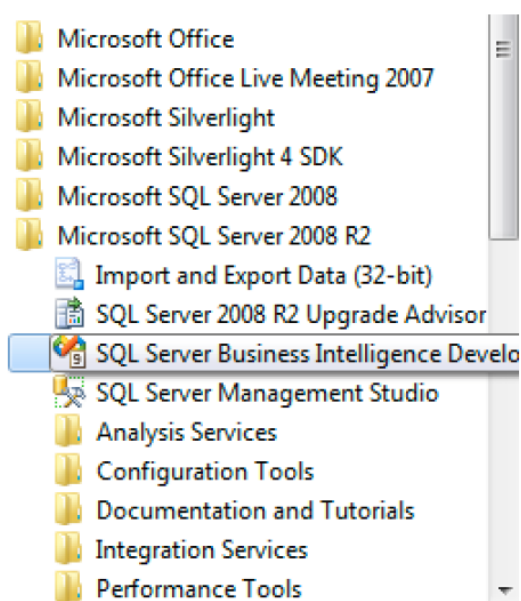 Microsoft Office
Microsoft Office Live Meeting 2007
Microsoft Silverlight
Microsoft Silverlight 4 SDK
Microsoft SQL Server 2008
Microsoft SQL Server 2008 R2
Import and Export Data (32-bit)
SQL Server 2008 R2 Upgrade Advisor
SQL Server Business Intelligence Develo
SQL Server Management Studio
Analysis Services
Configuration Tools
Documentation and Tutorials
Integration Services
Performance Tools